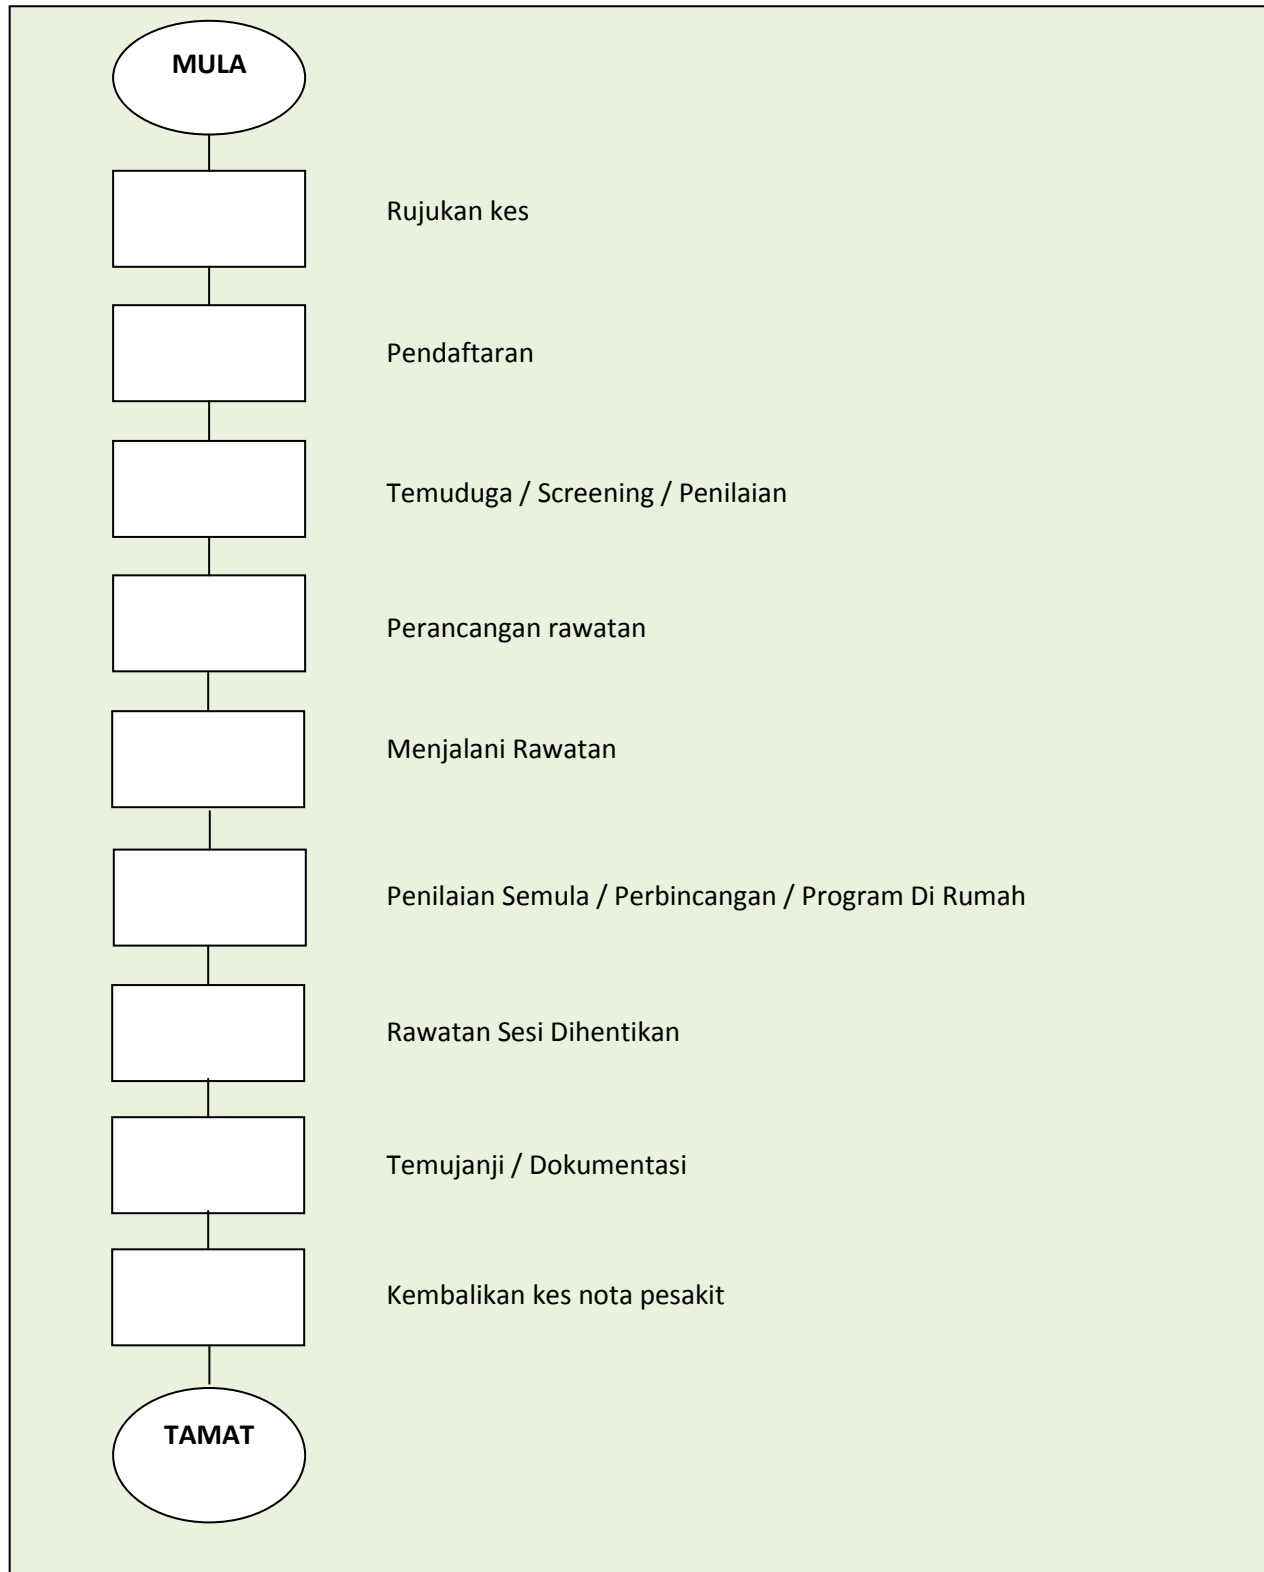 MULA
Rujukan kes
Pendaftaran
Temuduga / Screening / Penilaian
Perancangan rawatan
Menjalani Rawatan
Penilaian Semula / Perbincangan / Program Di Rumah
Rawatan Sesi Dihentikan
Temujanji / Dokumentasi
Kembalikan kes nota pesakit
TAMAT